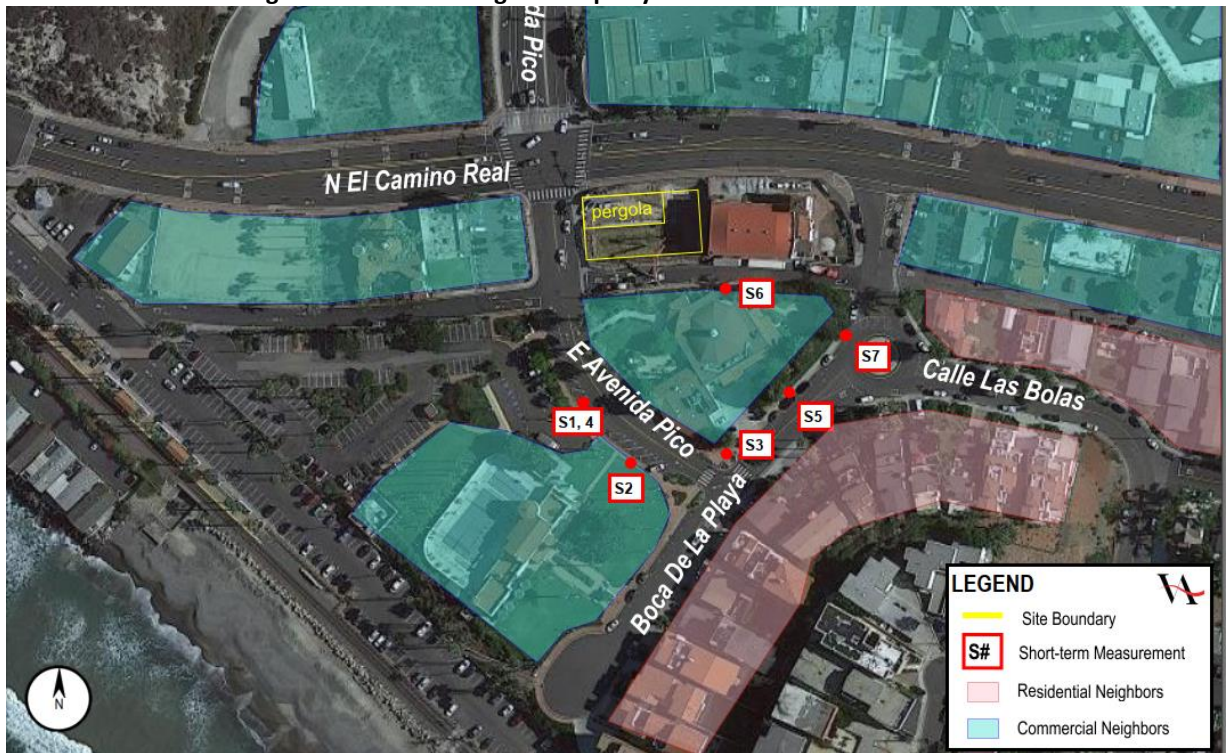 da Pico
N El Camino Real
pergola
S6
S7
E Avenida Pico
Calle Las Bolas
S1, 4
S5
S3
S2
Boca De La Playa
LEGEND
Site Boundary
S# Short-term Measurement
Residential Neighbors
Commercial Neighbors
N